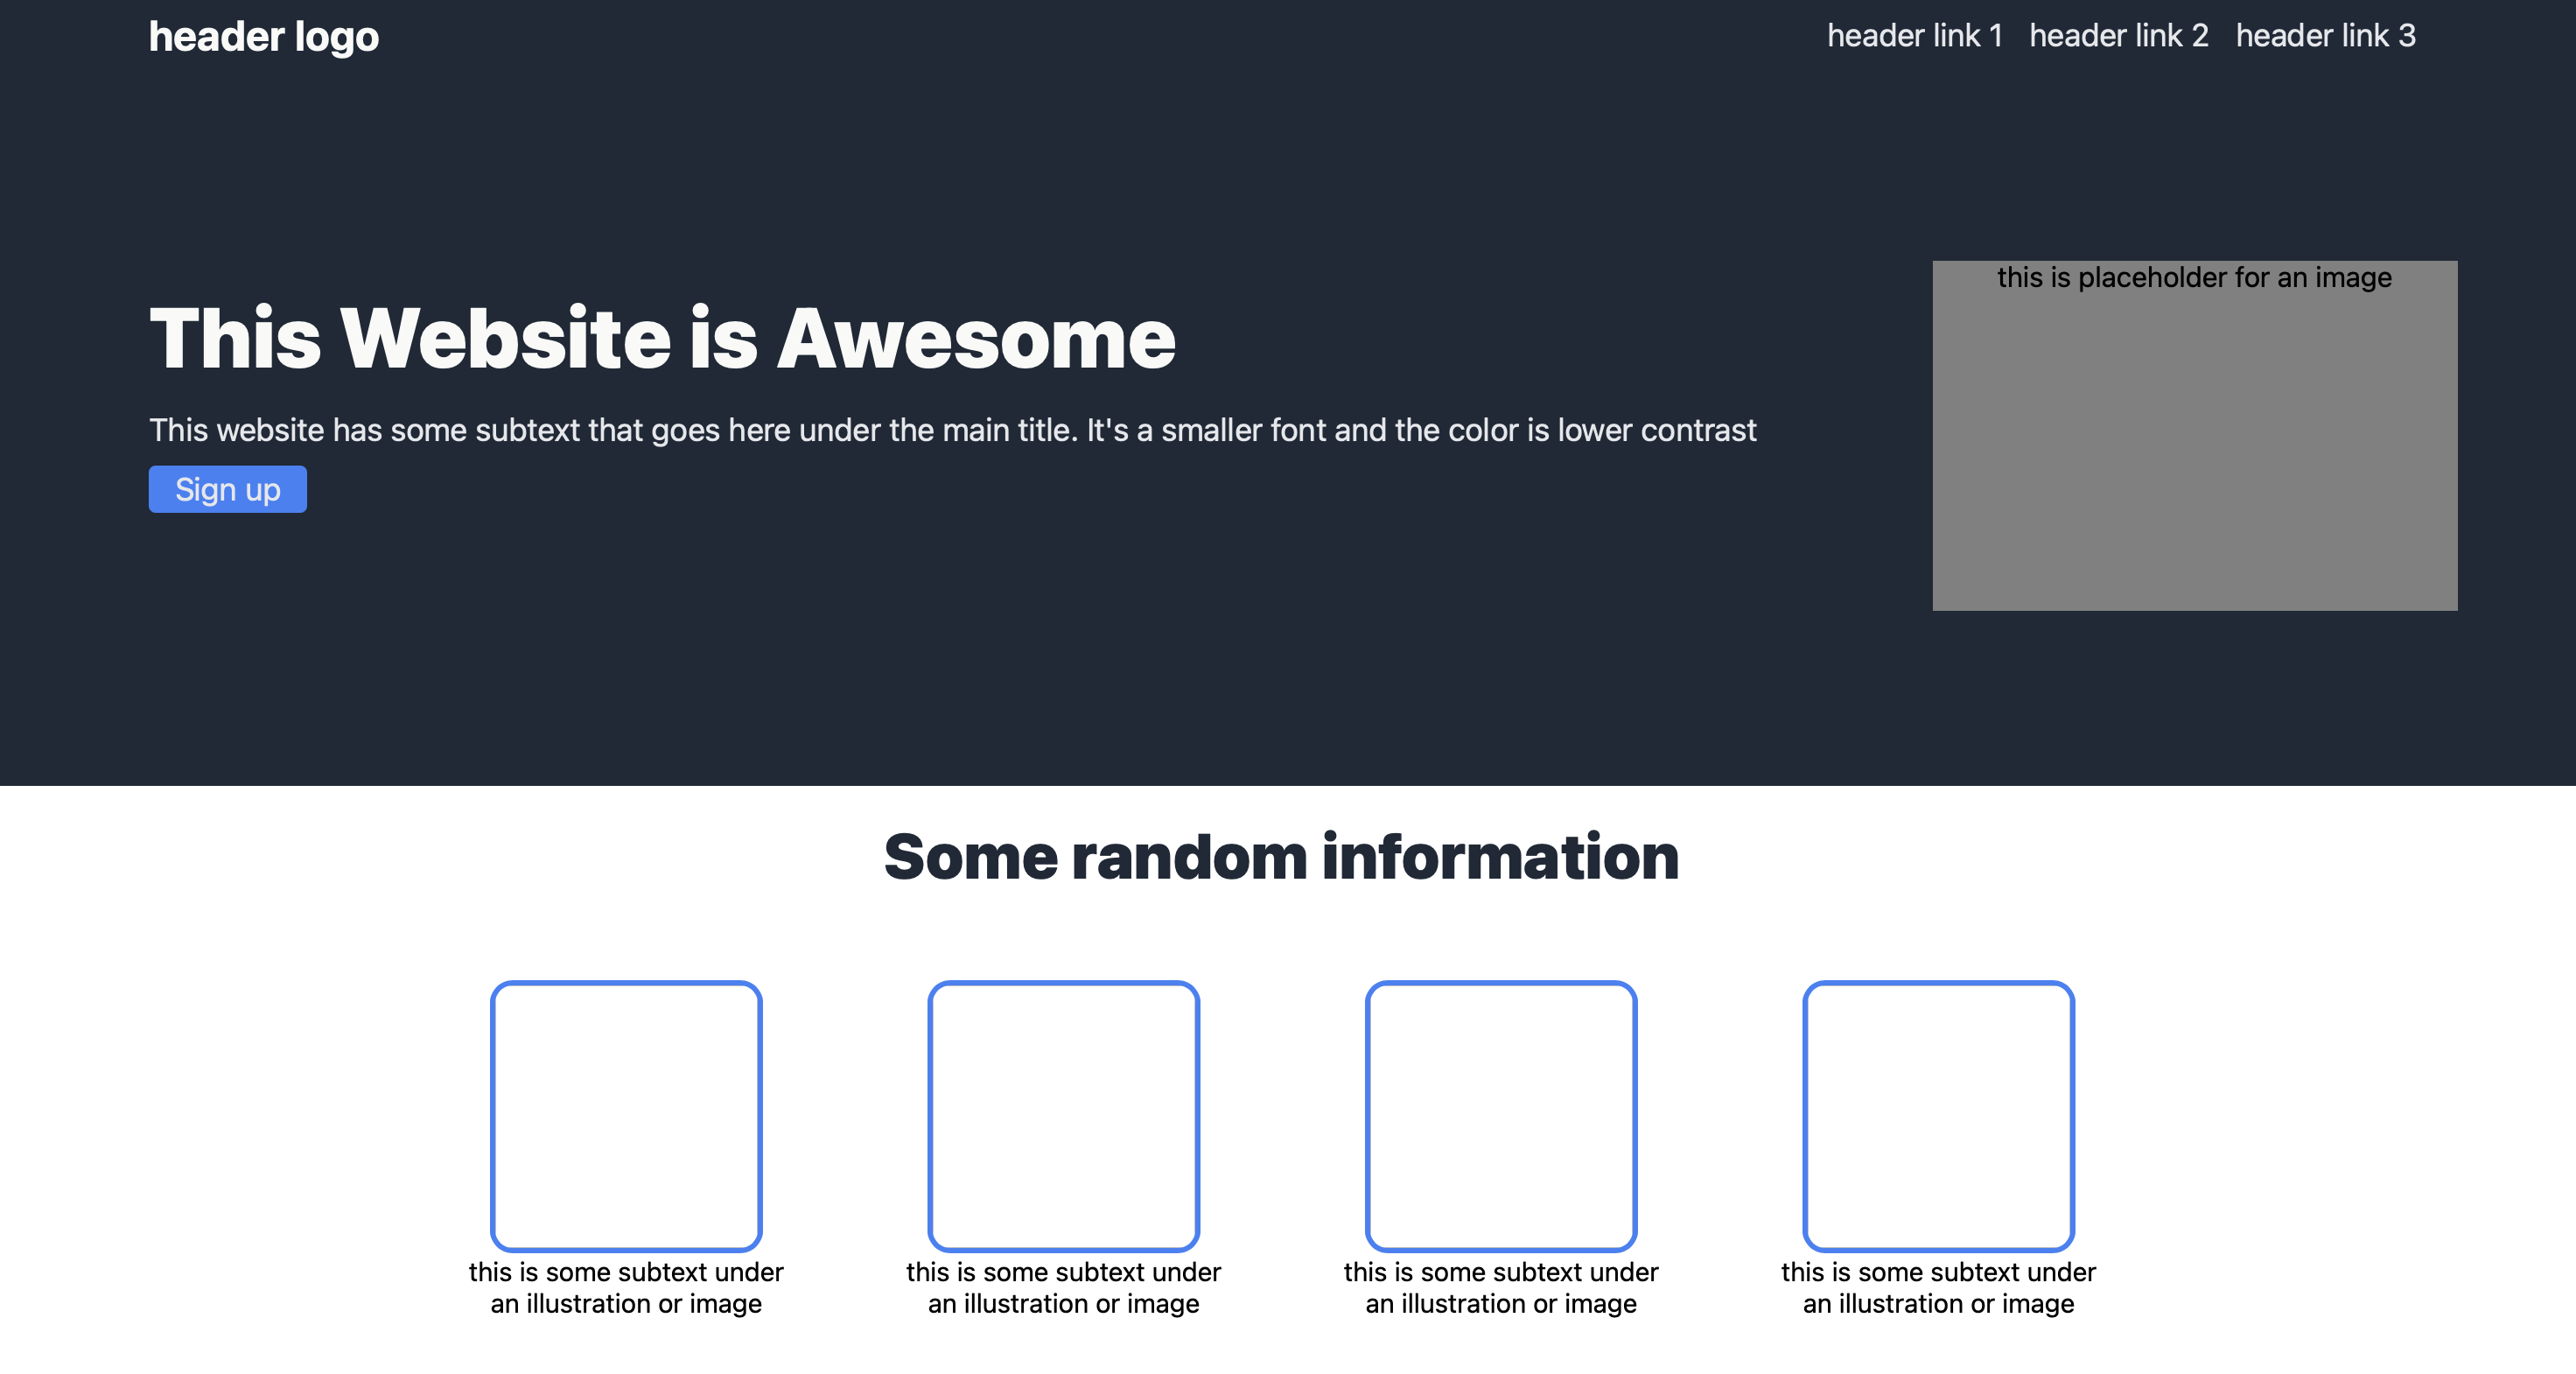 header logo
header link 1 header link 2 header link 3
This Website is Awesome
This website has some subtext that goes here under the main title. It's a smaller font and the color is lower contrast
Sign up
this is placeholder for an image
Some random information
this is some subtext under
an illustration or image
this is some subtext under
an illustration or image
this is some subtext under
an illustration or image
this is some subtext under
an illustration or image